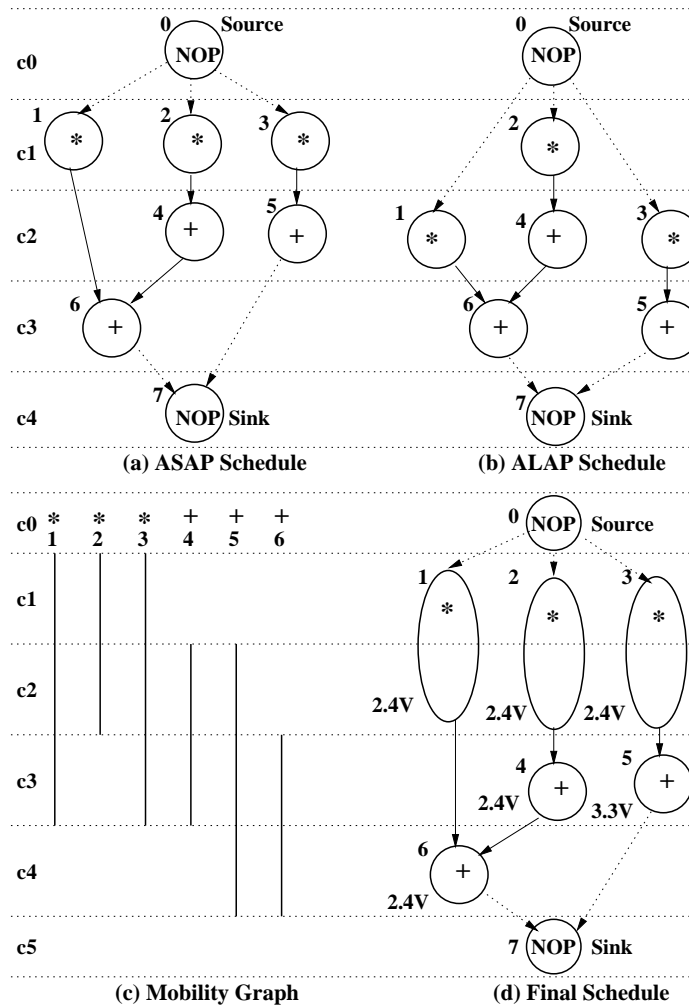 0 Source 0 Source
c0 NOP NOP
1 2 3 2
c1 * * * *
4 5 1 4 3
c2 + + * + *
6 6 5
c3 + + +
7 7
c4 NOP Sink NOP Sink
(a) ASAP Schedule (b) ALAP Schedule
c0 * * * + + + 0 NOP Source
1 2 3 4 5 6
1 2 3
c1 * * *
c2
2.4V 2.4V 2.4V
4 5
c3 + +
2.4V 3.3V
6
c4 +
2.4V
c5 7 NOP Sink
(c) Mobility Graph (d) Final Schedule